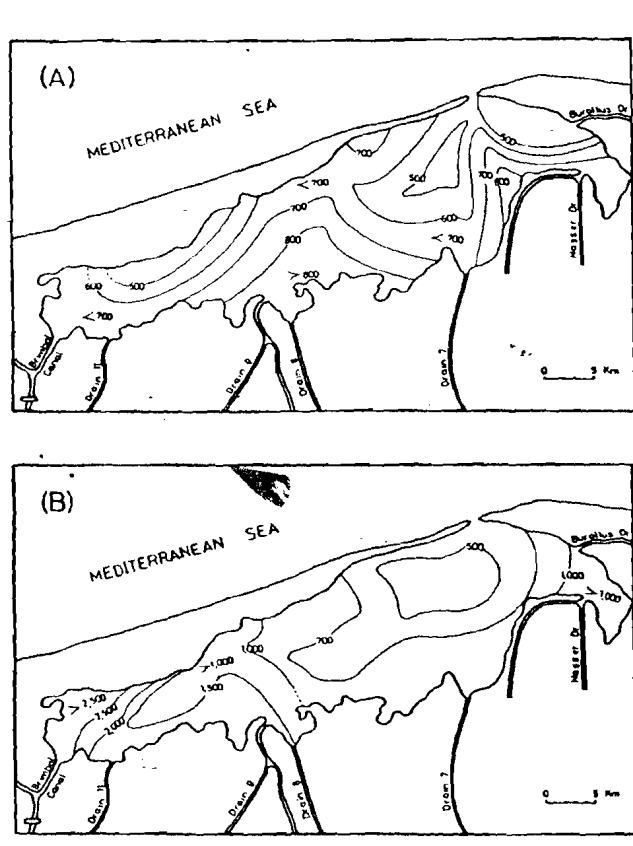 (A)
MEDITERRANEAN SEA
Burullus Dr.
700
500
500
< 700
700 800
700
600
800
< 700
Nasser Dr.
> 800
600
500
< 700
Brimbal
Canal
Drain 11
Drain 9
Drain 8
Drain 7
0 5 Km
(B)
MEDITERRANEAN SEA
500
Burullus Dr.
1,000
> 1,000
700
1,000
> 1,000
1,500
> 2,500
2,500
2,000
Nasser Dr.
Brimbal
Canal
Drain 11
Drain 9
Drain 8
Drain 7
0 5 Km